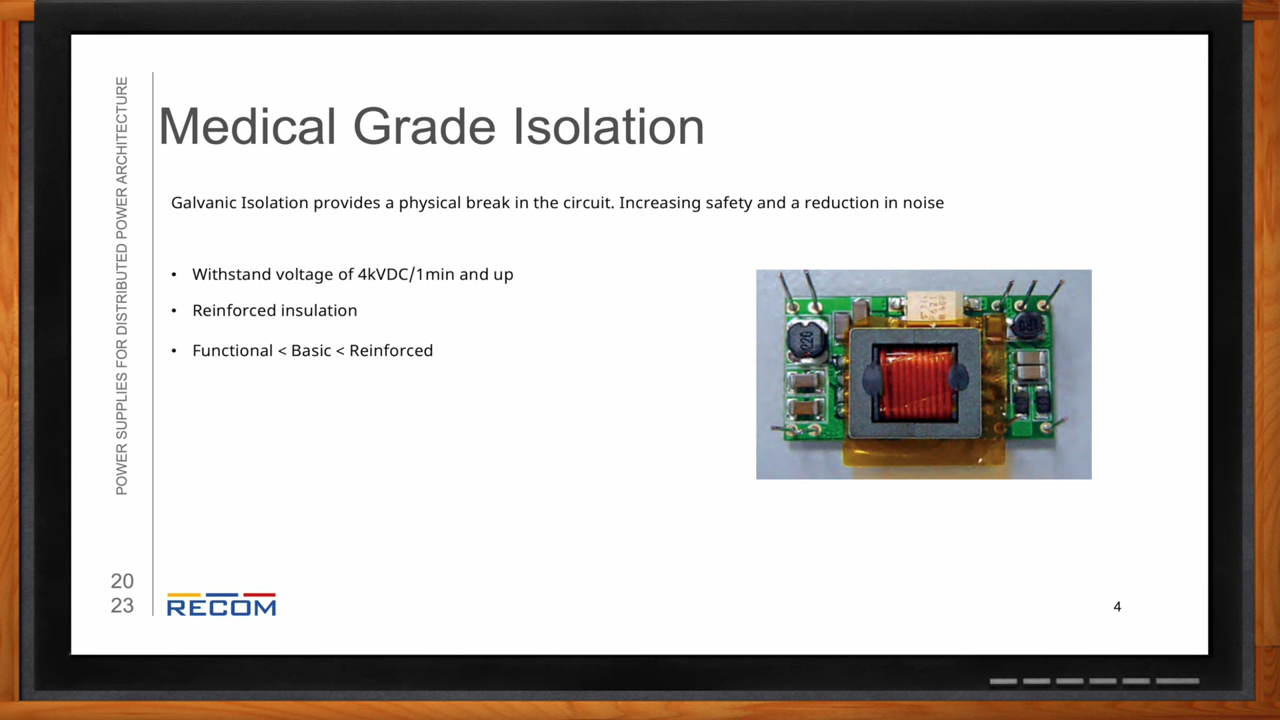 POWER SUPPLIES FOR DISTRIBUTED POWER ARCHITECTURE
Medical Grade Isolation
Galvanic Isolation provides a physical break in the circuit. Increasing safety and a reduction in noise
• Withstand voltage of 4kVDC/1min and up
• Reinforced insulation
• Functional < Basic < Reinforced
220
20
23
RECOM
4